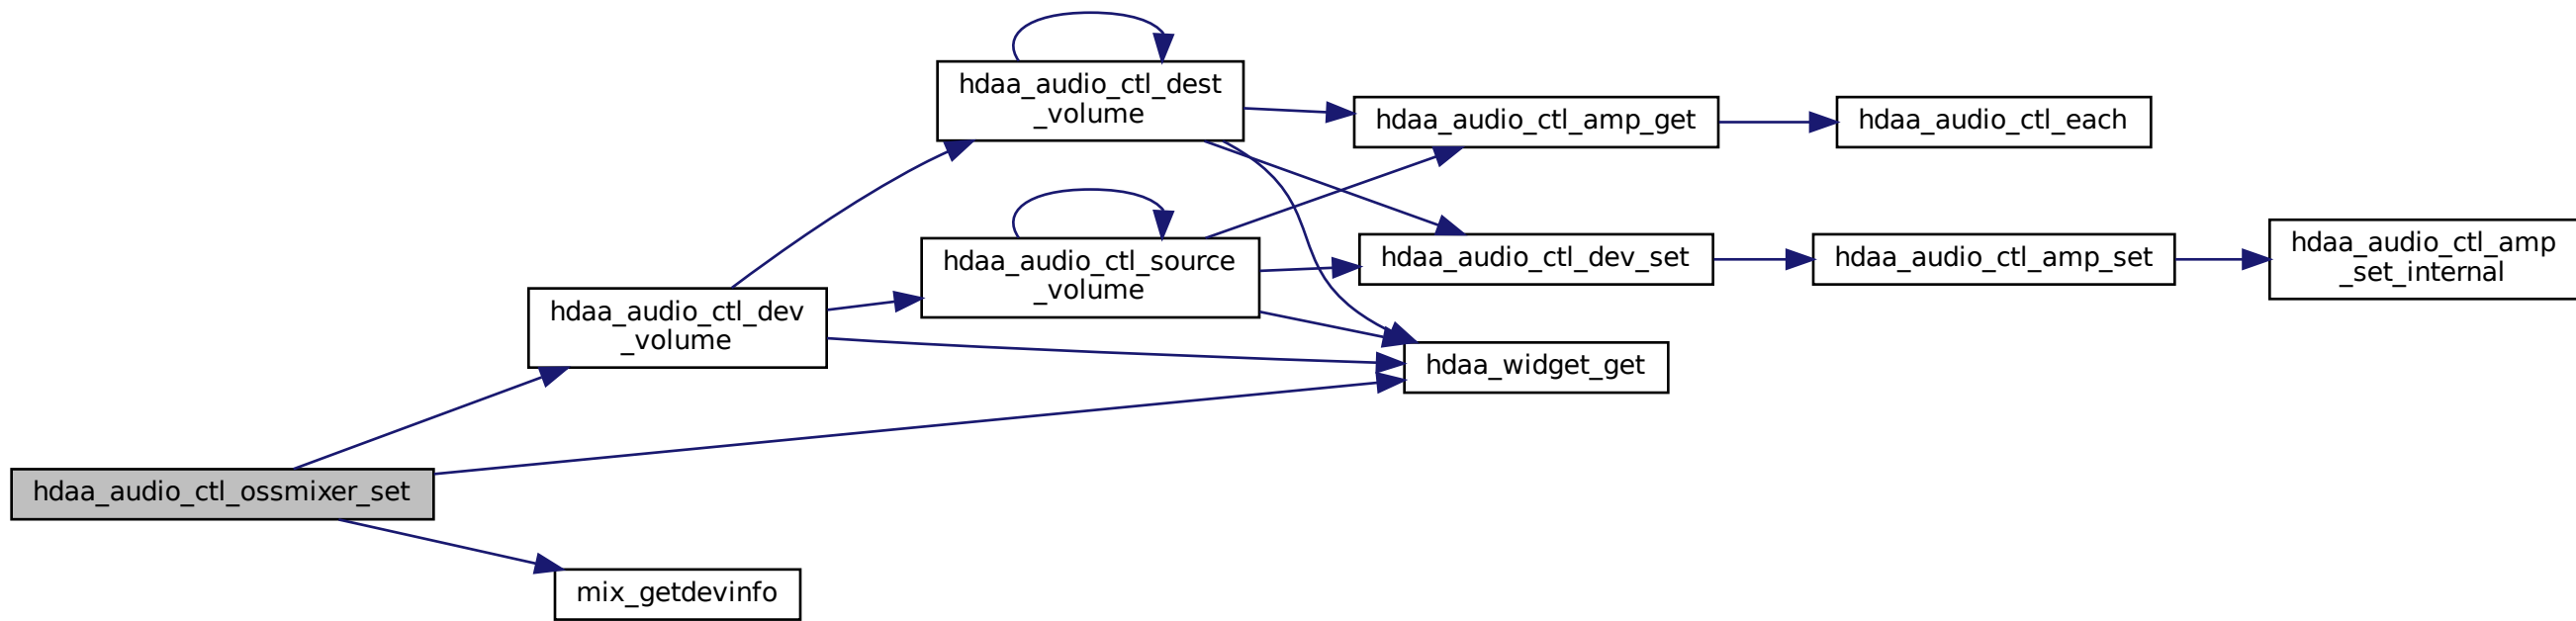 hdaa_audio_ctl_dest
_volume
hdaa_audio_ctl_amp_get
hdaa_audio_ctl_each
hdaa_audio_ctl_source
_volume
hdaa_audio_ctl_dev_set
hdaa_audio_ctl_amp_set
hdaa_audio_ctl_amp
_set_internal
hdaa_audio_ctl_dev
_volume
hdaa_widget_get
hdaa_audio_ctl_ossmixer_set
mix_getdevinfo